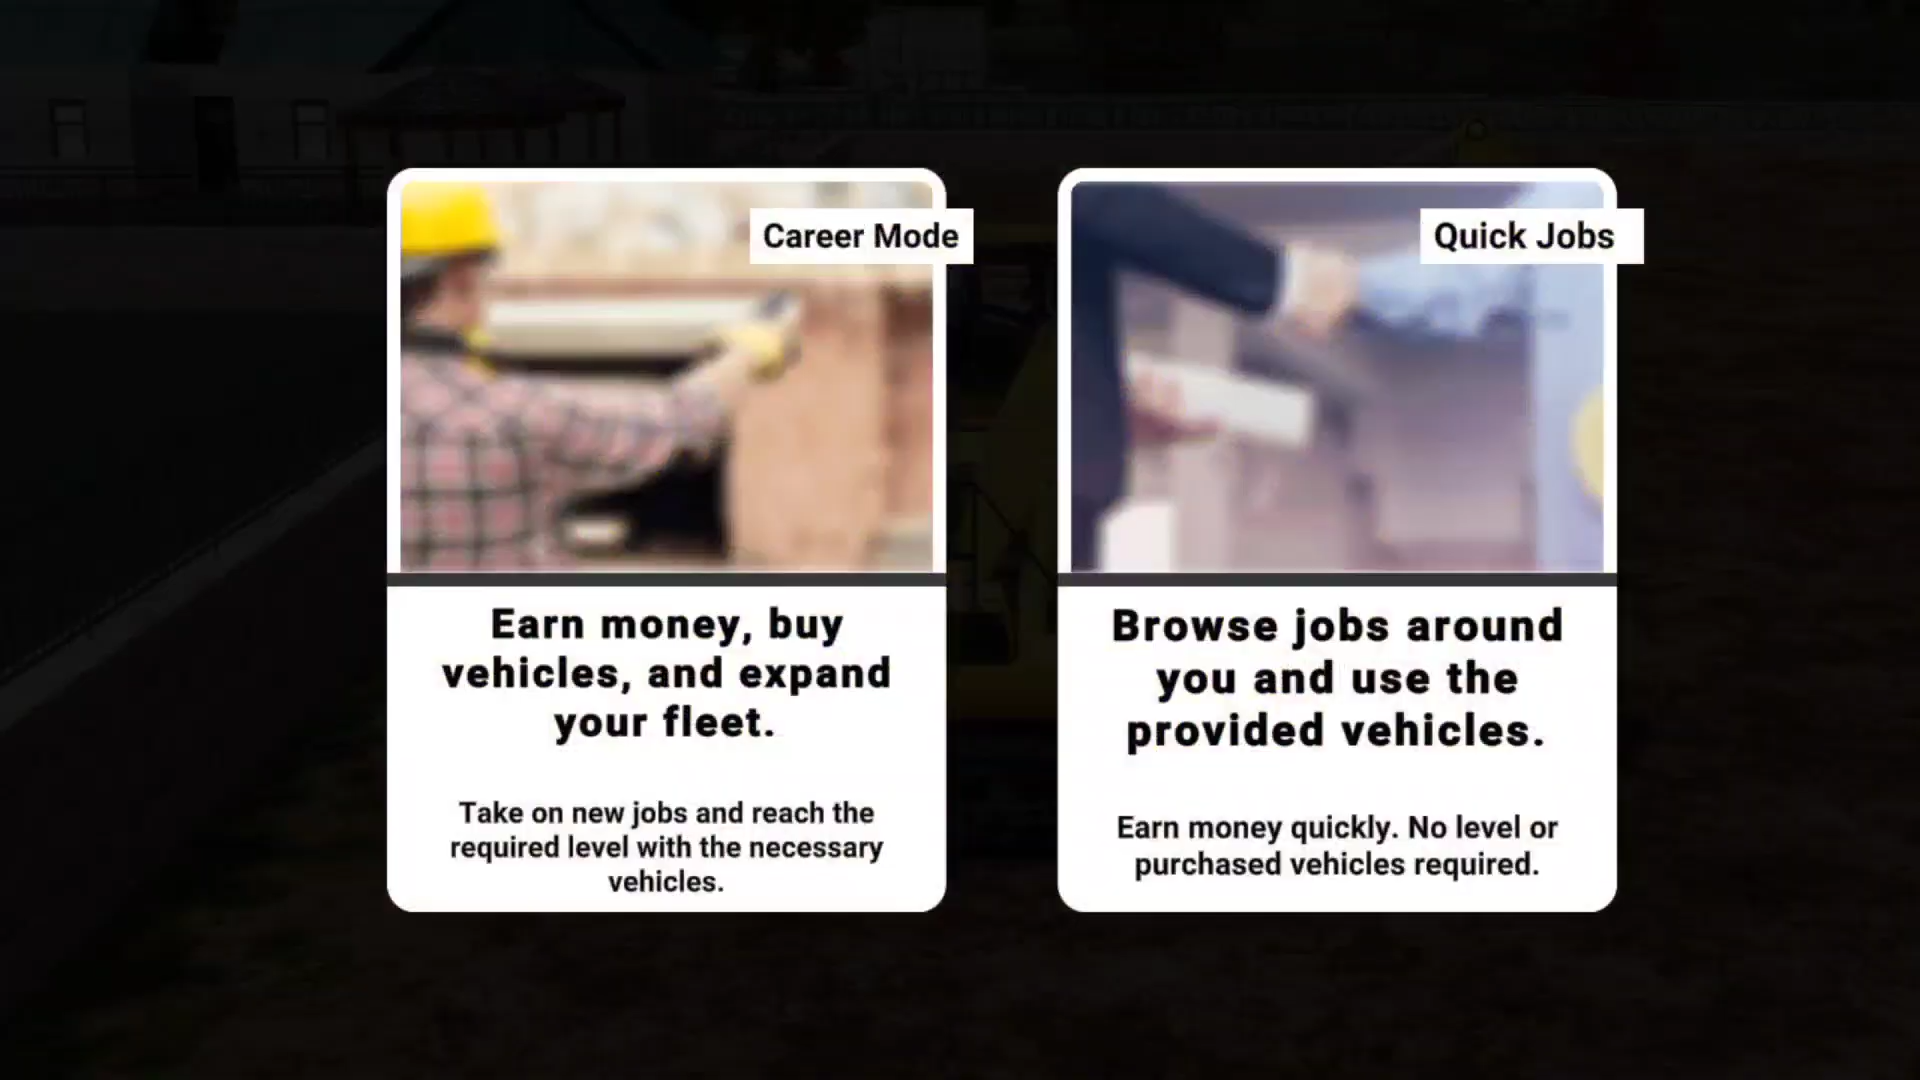 Career Mode
Earn money, buy
vehicles, and expand
your fleet.
Take on new jobs and reach the
required level with the necessary
vehicles.
Quick Jobs
Browse jobs around
you and use the
provided vehicles.
Earn money quickly. No level or
purchased vehicles required.